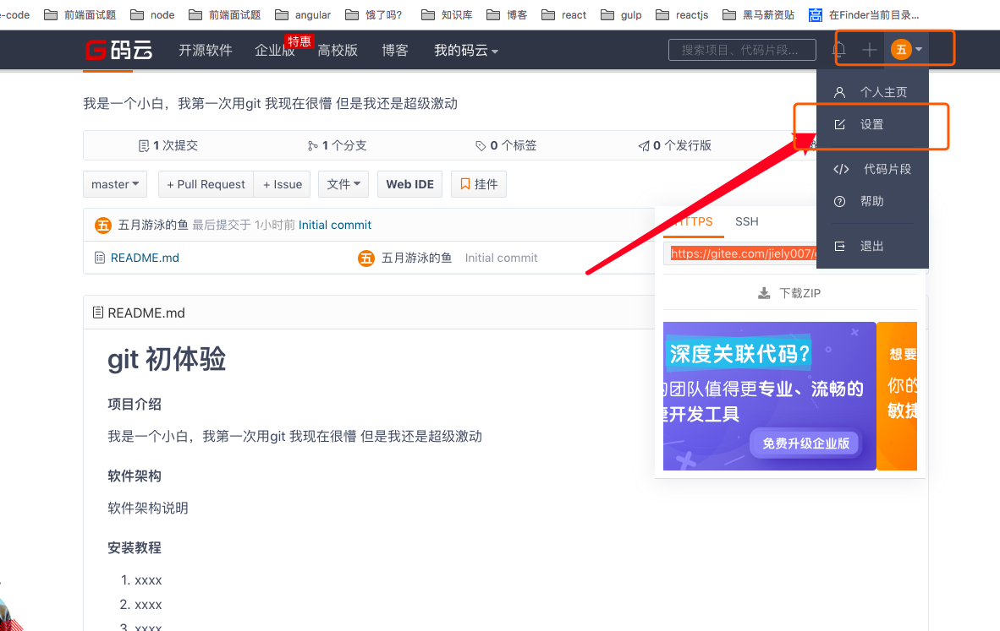 e-code 前端面试题 node 前端面试题 angular 饿了吗? 知识库 博客 react gulp reactjs 黑马薪资贴 高 在Finder当前目录...
G码云 开源软件 企业版 特惠 高校版 博客 我的码云 搜索项目、代码片段... 五
个人主页
设置
代码片段
帮助
退出
我是一个小白，我第一次用git 我现在很懵 但是我还是超级激动
1 次提交 1 个分支 0 个标签 0 个发行版
master + Pull Request + Issue 文件 Web IDE 挂件
五 五月游泳的鱼 最后提交于 1小时前 Initial commit
README.md 五 五月游泳的鱼 Initial commit
HTTPS SSH
https://gitee.com/jiely007/
下载ZIP
深度关联代码?
的团队值得更专业、流畅的
捷开发工具
免费升级企业版
想要
你的
敏捷
README.md
git 初体验
项目介绍
我是一个小白，我第一次用git 我现在很懵 但是我还是超级激动
软件架构
软件架构说明
安装教程
1. xxxx
2. xxxx
3. xxxx